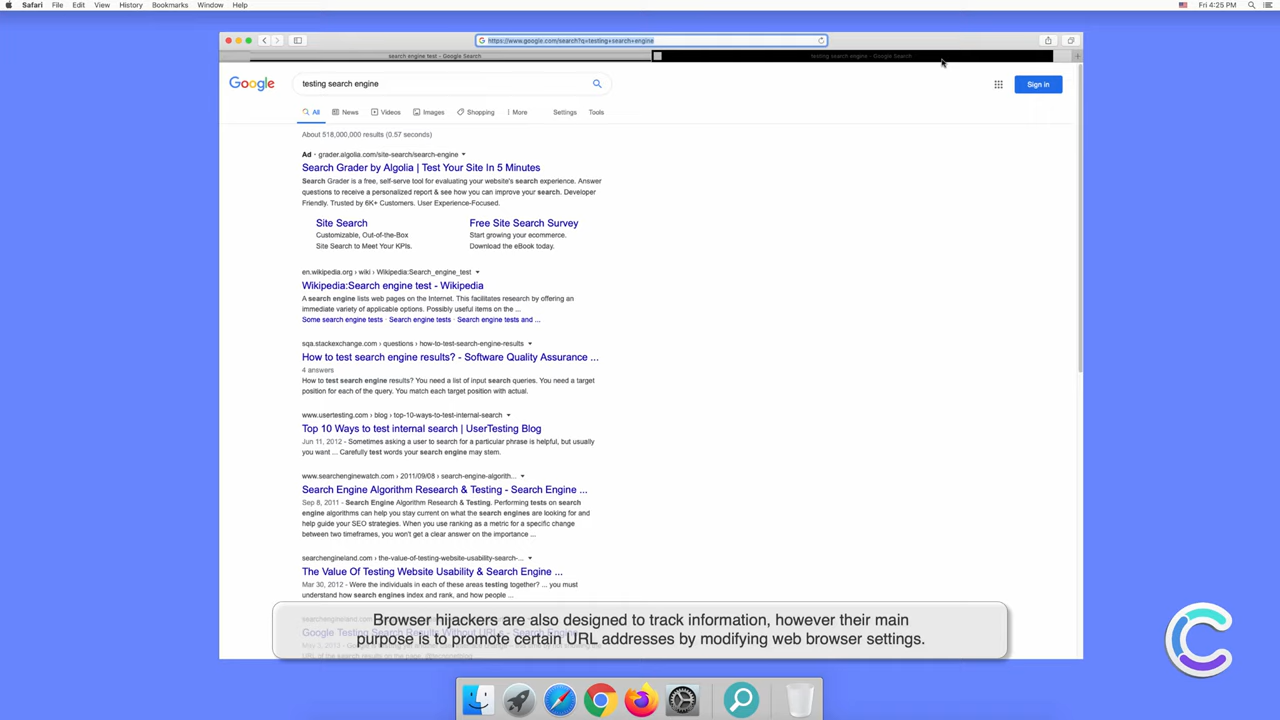 Safari File Edit View History Bookmarks Window Help
Fri 4:25 PM
https://www.google.com/search?q=testing+search+engine
search engine test - Google Search
testing search engine - Google Search
Google
testing search engine
Sign in
All News Videos Images Shopping More Settings Tools
About 518,000,000 results (0.57 seconds)
Ad · grader.algolia.com/site-search/search-engine
Search Grader by Algolia | Test Your Site In 5 Minutes
Search Grader is a free, self-serve tool for evaluating your website's search experience. Answer
questions to receive a personalized report & see how you can improve your search. Developer
Friendly. Trusted by 6K+ Customers. User Experience-Focused.
Site Search
Customizable, Out-of-the-Box
Site Search to Meet Your KPIs.
Free Site Search Survey
Start growing your ecommerce.
Download the eBook today.
en.wikipedia.org › wiki › Wikipedia:Search_engine_test
Wikipedia:Search engine test - Wikipedia
A search engine lists web pages on the Internet. This facilitates research by offering an
immediate variety of applicable options. Possibly useful items on the ...
Some search engine tests · Search engine tests · Search engine tests and ...
sqa.stackexchange.com › questions › how-to-test-search-engine-results
How to test search engine results? - Software Quality Assurance ...
4 answers
How to test search engine results? You need a list of input search queries. You need a target
position for each of the query. You match each target position with actual.
www.usertesting.com › blog › top-10-ways-to-test-internal-search
Top 10 Ways to test internal search | UserTesting Blog
Jun 11, 2012 - Sometimes asking a user to search for a particular phrase is helpful, but usually
you want ... Carefully test words your search engine may stem.
www.searchenginewatch.com › 2011/09/08 › search-engine-algorith...
Search Engine Algorithm Research & Testing - Search Engine ...
Sep 8, 2011 - Search Engine Algorithm Research & Testing. Performing tests on search
engine algorithms can help you stay current on what the search engines are looking for and
help guide your SEO strategies. When you use ranking as a metric for a specific change
between two timeframes, you won't get a clear answer on the importance ...
searchengineland.com › the-value-of-testing-website-usability-search-...
The Value Of Testing Website Usability & Search Engine ...
Mar 30, 2012 - Were the individuals in each of these areas testing together? ... you must
understand how search engines index and rank, and how people ...
Google Testing Search Results Without URLs - Search Engine
Browser hijackers are also designed to track information, however their main
purpose is to promote certain URL addresses by modifying web browser settings.